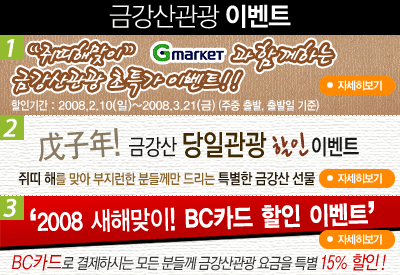 금강산관광 이벤트
1
"쥐띠해맞이" Gmarket 과 함께하는
금강산관광 초특가 이벤트!!
자세히보기
할인기간 : 2008,2,10(일)~2008.3.21(금) (주중 출발, 출발일 기준)
2
戊子年! 금강산 당일관광 할인 이벤트
쥐띠 해를 맞아 부지런한 분들께만 드리는 특별한 금강산 선물
자세히보기
3
'2008 새해맞이! BC카드 할인 이벤트'
자세히보기
BC카드로 결제하시는 모든 분들께 금강산관광 요금을 특별 15% 할인!